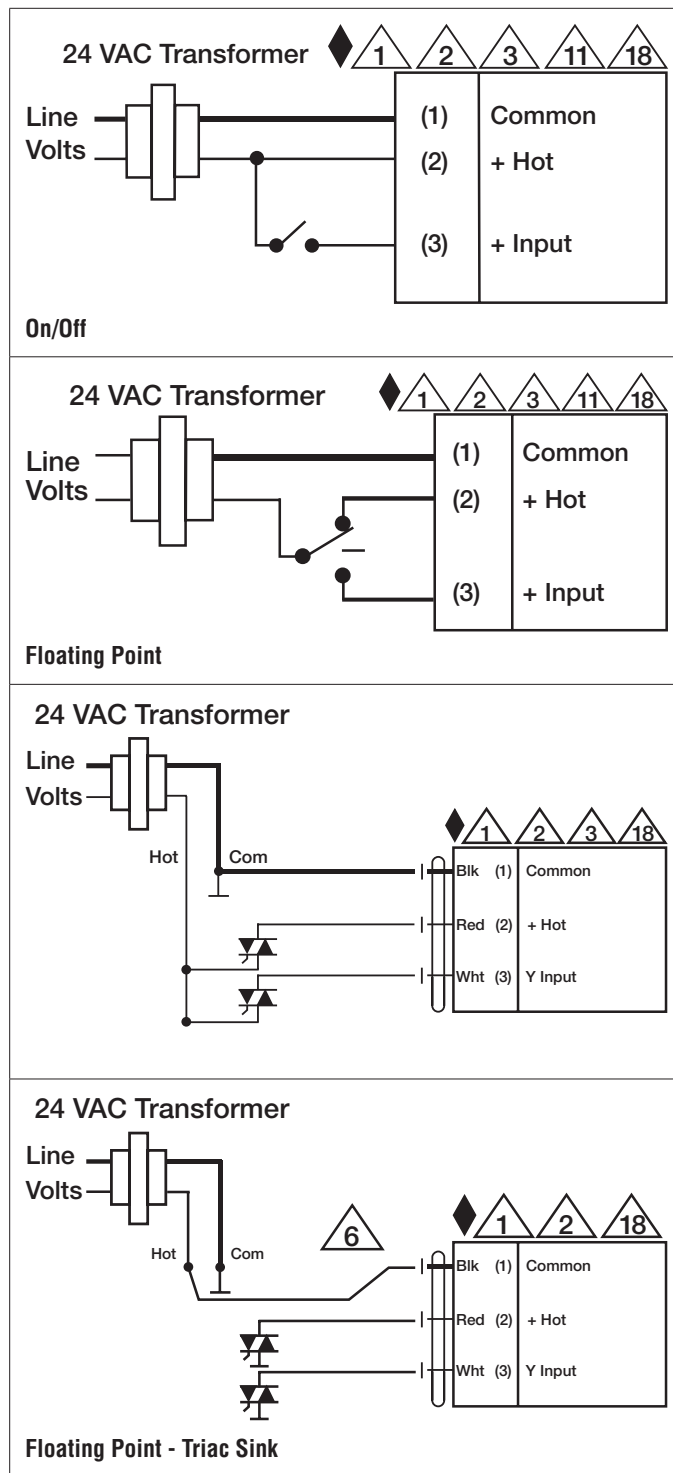 24 VAC Transformer
1 2 3 11 18
Line
Volts
(1) Common
(2) + Hot
(3) + Input
On/Off
24 VAC Transformer
1 2 3 11 18
Line
Volts
(1) Common
(2) + Hot
(3) + Input
Floating Point
24 VAC Transformer
Line
Volts
1 2 3 18
Hot Com
Blk (1) Common
Red (2) + Hot
Wht (3) Y Input
24 VAC Transformer
Line
Volts
6
1 2 18
Hot Com
Blk (1) Common
Red (2) + Hot
Wht (3) Y Input
Floating Point - Triac Sink